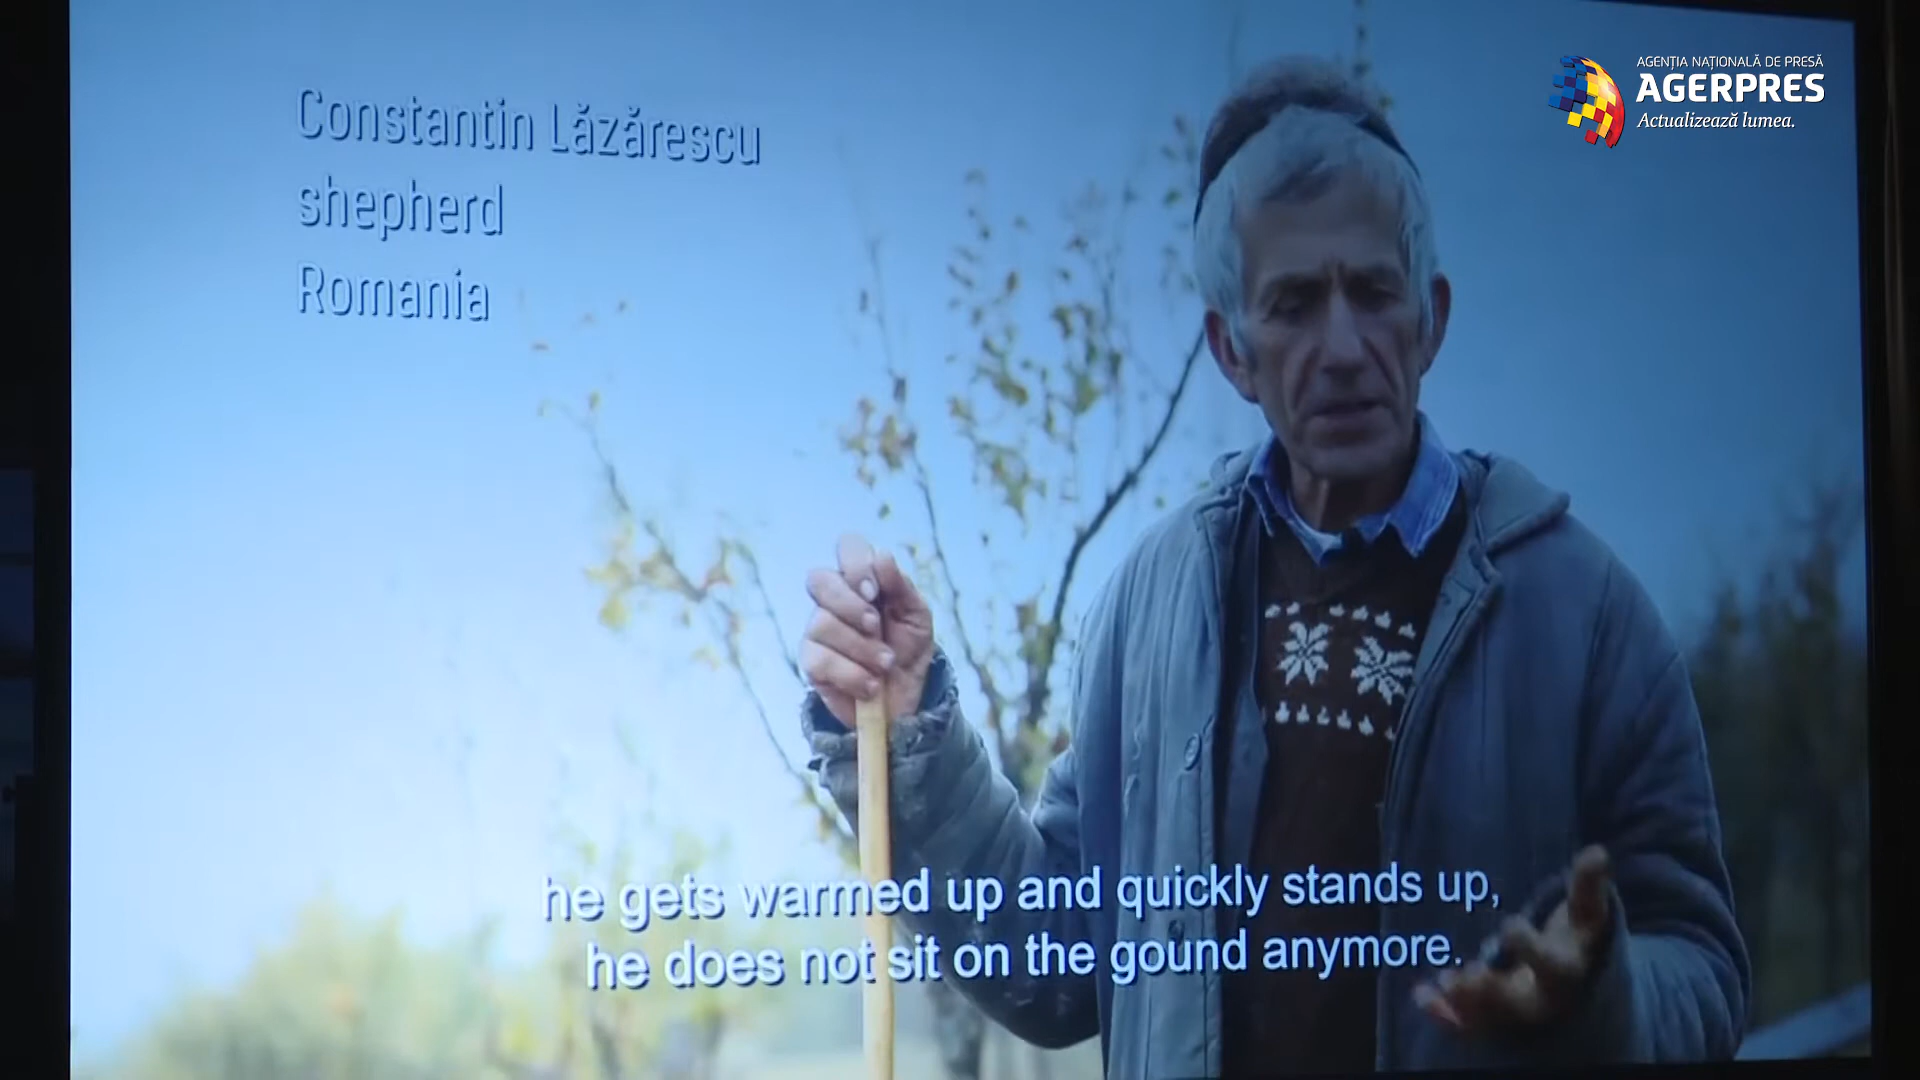 Constantin Lăzărescu
shepherd
Romania
AGENȚIA NAȚIONALĂ DE PRESĂ
AGERPRES
Actualizează lumea.
he gets warmed up and quickly stands up,
he does not sit on the gound anymore.